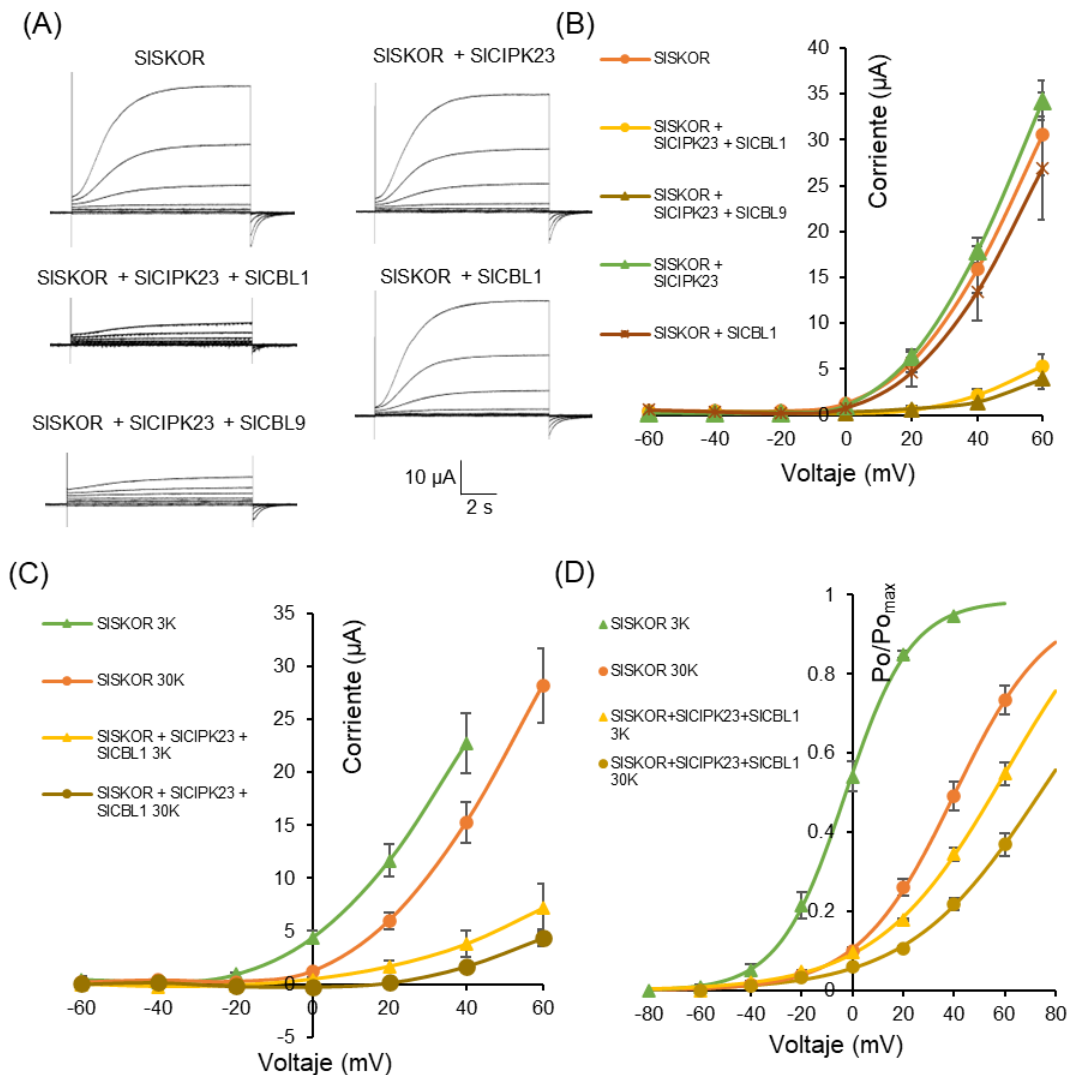 (A)
SlSKOR
SlSKOR + SlCIPK23
SlSKOR + SlCIPK23 + SlCBL1
SlSKOR + SlCBL1
SlSKOR + SlCIPK23 + SlCBL9
10 µA
2 s
(B)
SlSKOR
SlSKOR +
SlCIPK23 + SlCBL1
SlSKOR +
SlCIPK23 + SlCBL9
SlSKOR +
SlCIPK23
SlSKOR + SlCBL1
Corriente (µA)
40
35
30
25
20
15
10
5
0
-60
-40
-20
0
20
40
60
Voltaje (mV)
(C)
SlSKOR 3K
SlSKOR 30K
SlSKOR + SlCIPK23 +
SlCBL1 3K
SlSKOR + SlCIPK23 +
SlCBL1 30K
Corriente (µA)
35
30
25
20
15
10
5
0
-5
-60
-40
-20
0
20
40
60
Voltaje (mV)
(D)
SlSKOR 3K
SlSKOR 30K
SlSKOR+SlCIPK23+SlCBL1
3K
SlSKOR+SlCIPK23+SlCBL1
30K
Po/Pomax
1
0.8
0.6
0.4
0.2
0
-80
-60
-40
-20
0
20
40
60
80
Voltaje (mV)